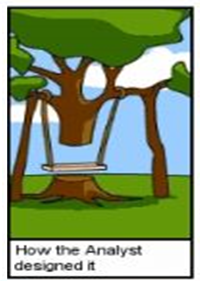 How the Analyst
designed it